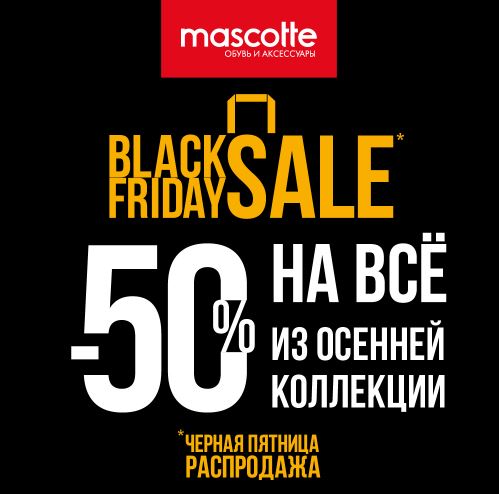 mascotte
ОБУВЬ И АКСЕССУАРЫ
BLACK
FRIDAY SALE*
-50%
НА ВСЁ
ИЗ ОСЕННЕЙ
КОЛЛЕКЦИИ
*ЧЕРНАЯ ПЯТНИЦА
РАСПРОДАЖА